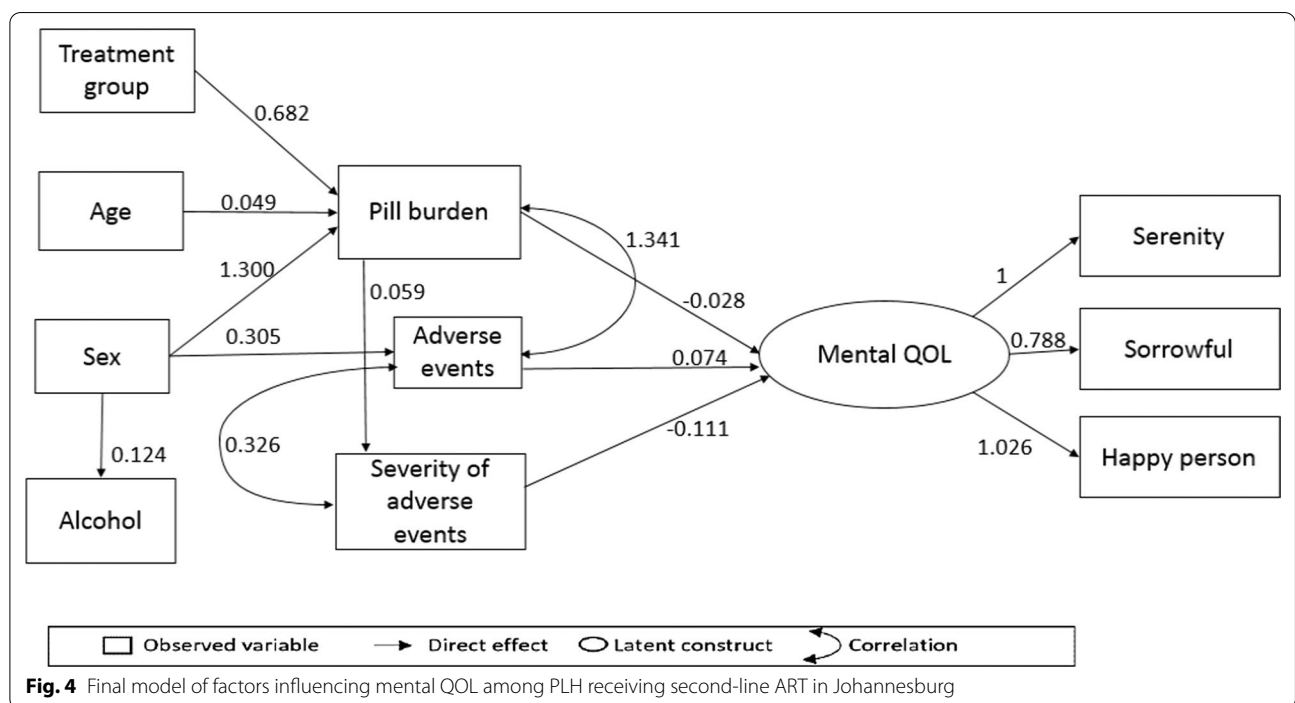 Treatment
group
0.682
Age
0.049
Pill burden
1.300
1.341
0.059
-0.028
Sex
0.305
Adverse
events
0.074
0.326
-0.111
Severity of
adverse
events
0.124
Alcohol
Mental QOL
1
Serenity
0.788
Sorrowful
1.026
Happy person
Observed variable Direct effect Latent construct Correlation
Fig. 4 Final model of factors influencing mental QOL among PLH receiving second-line ART in Johannesburg